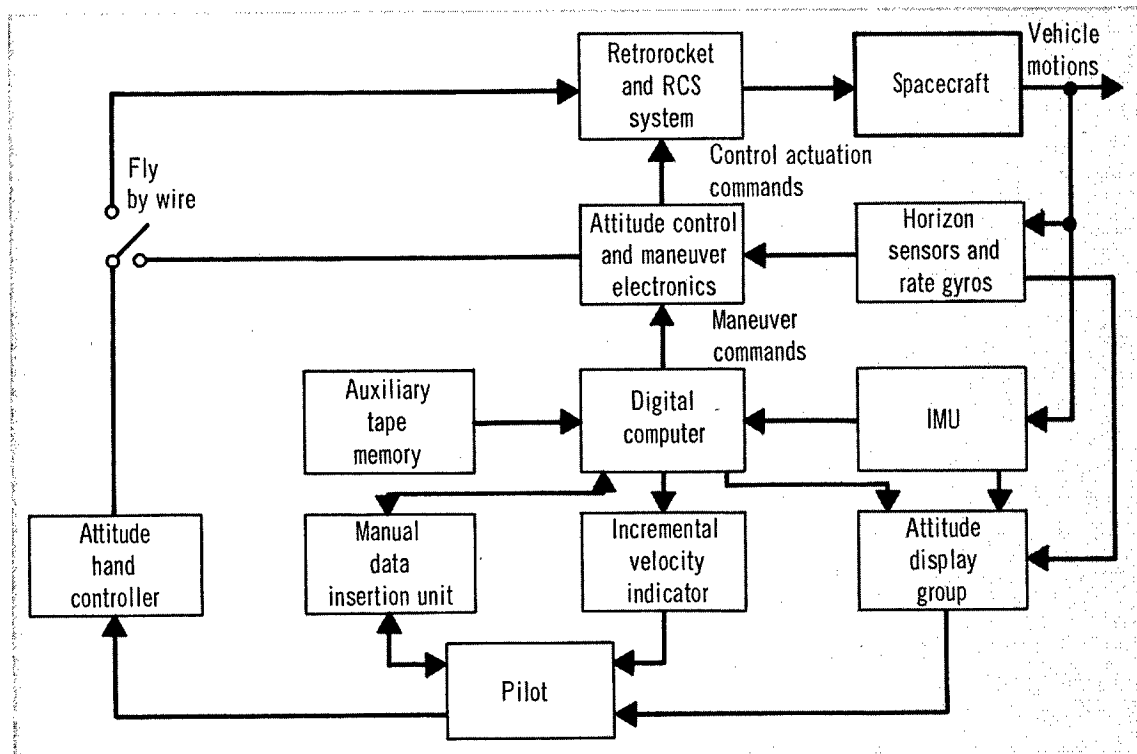 Retrorocket
and RCS
system
Spacecraft
Vehicle
motions
Fly
by wire
Control actuation
commands
Attitude control
and maneuver
electronics
Horizon
sensors and
rate gyros
Maneuver
commands
Auxiliary
tape
memory
Digital
computer
IMU
Attitude
hand
controller
Manual
data
insertion unit
Incremental
velocity
indicator
Attitude
display
group
Pilot